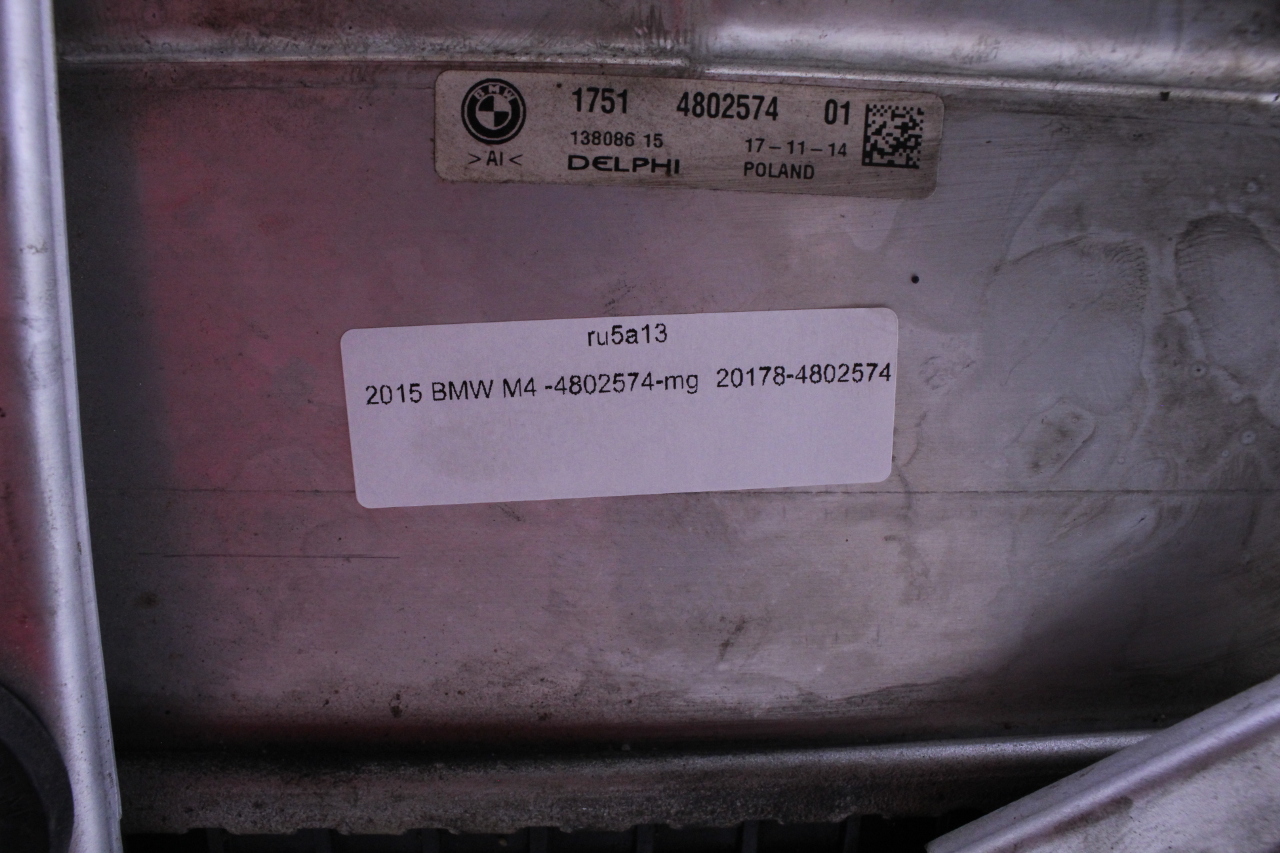 BMW
1751 4802574 01
138086 15 17-11-14
>AI< DELPHI POLAND
ru5a13
2015 BMW M4 -4802574-mg 20178-4802574